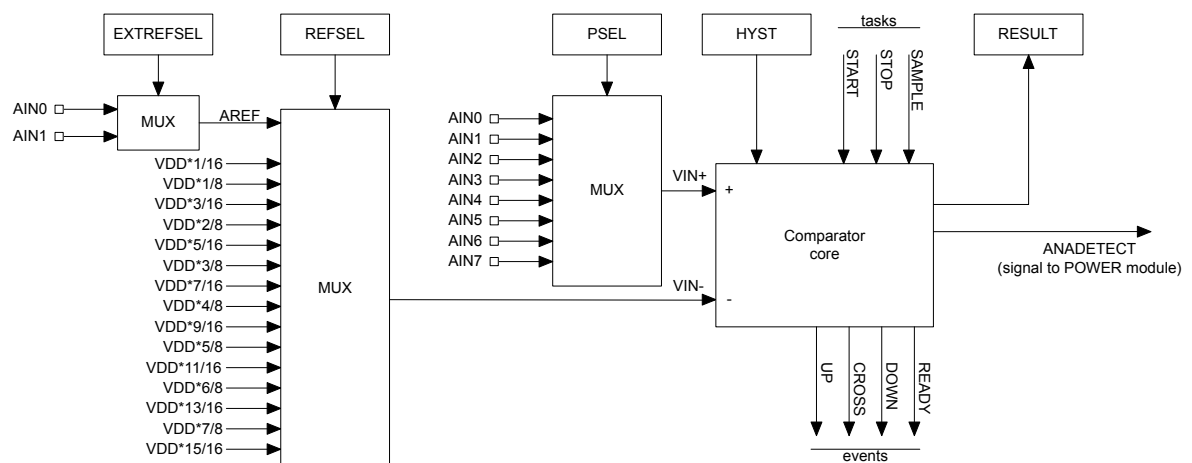 EXTREFSEL
REFSEL
PSEL
HYST
tasks
RESULT
START
STOP
SAMPLE
AIN0
AIN1
MUX
AREF
VDD*1/16
VDD*1/8
VDD*3/16
VDD*2/8
VDD*5/16
VDD*3/8
VDD*7/16
VDD*4/8
VDD*9/16
VDD*5/8
VDD*11/16
VDD*6/8
VDD*13/16
VDD*7/8
VDD*15/16
MUX
AIN0
AIN1
AIN2
AIN3
AIN4
AIN5
AIN6
AIN7
MUX
VIN+
+
VIN-
-
Comparator
core
ANADETECT
(signal to POWER module)
UP
CROSS
DOWN
READY
events